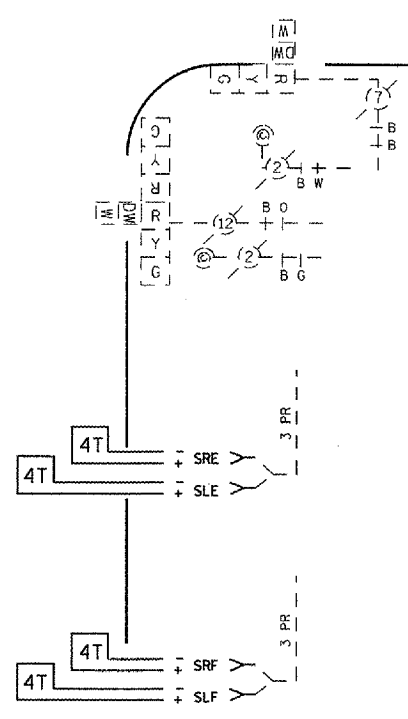 W
DW
G Y R
7
B
B
©
2
B W
G
Y
R
W DW R
12
B O
Y
© 2
G
B G
3 PR
4T
- SRE
+
4T
- SLE
+
3 PR
4T
- SRF
+
4T
- SLF
+